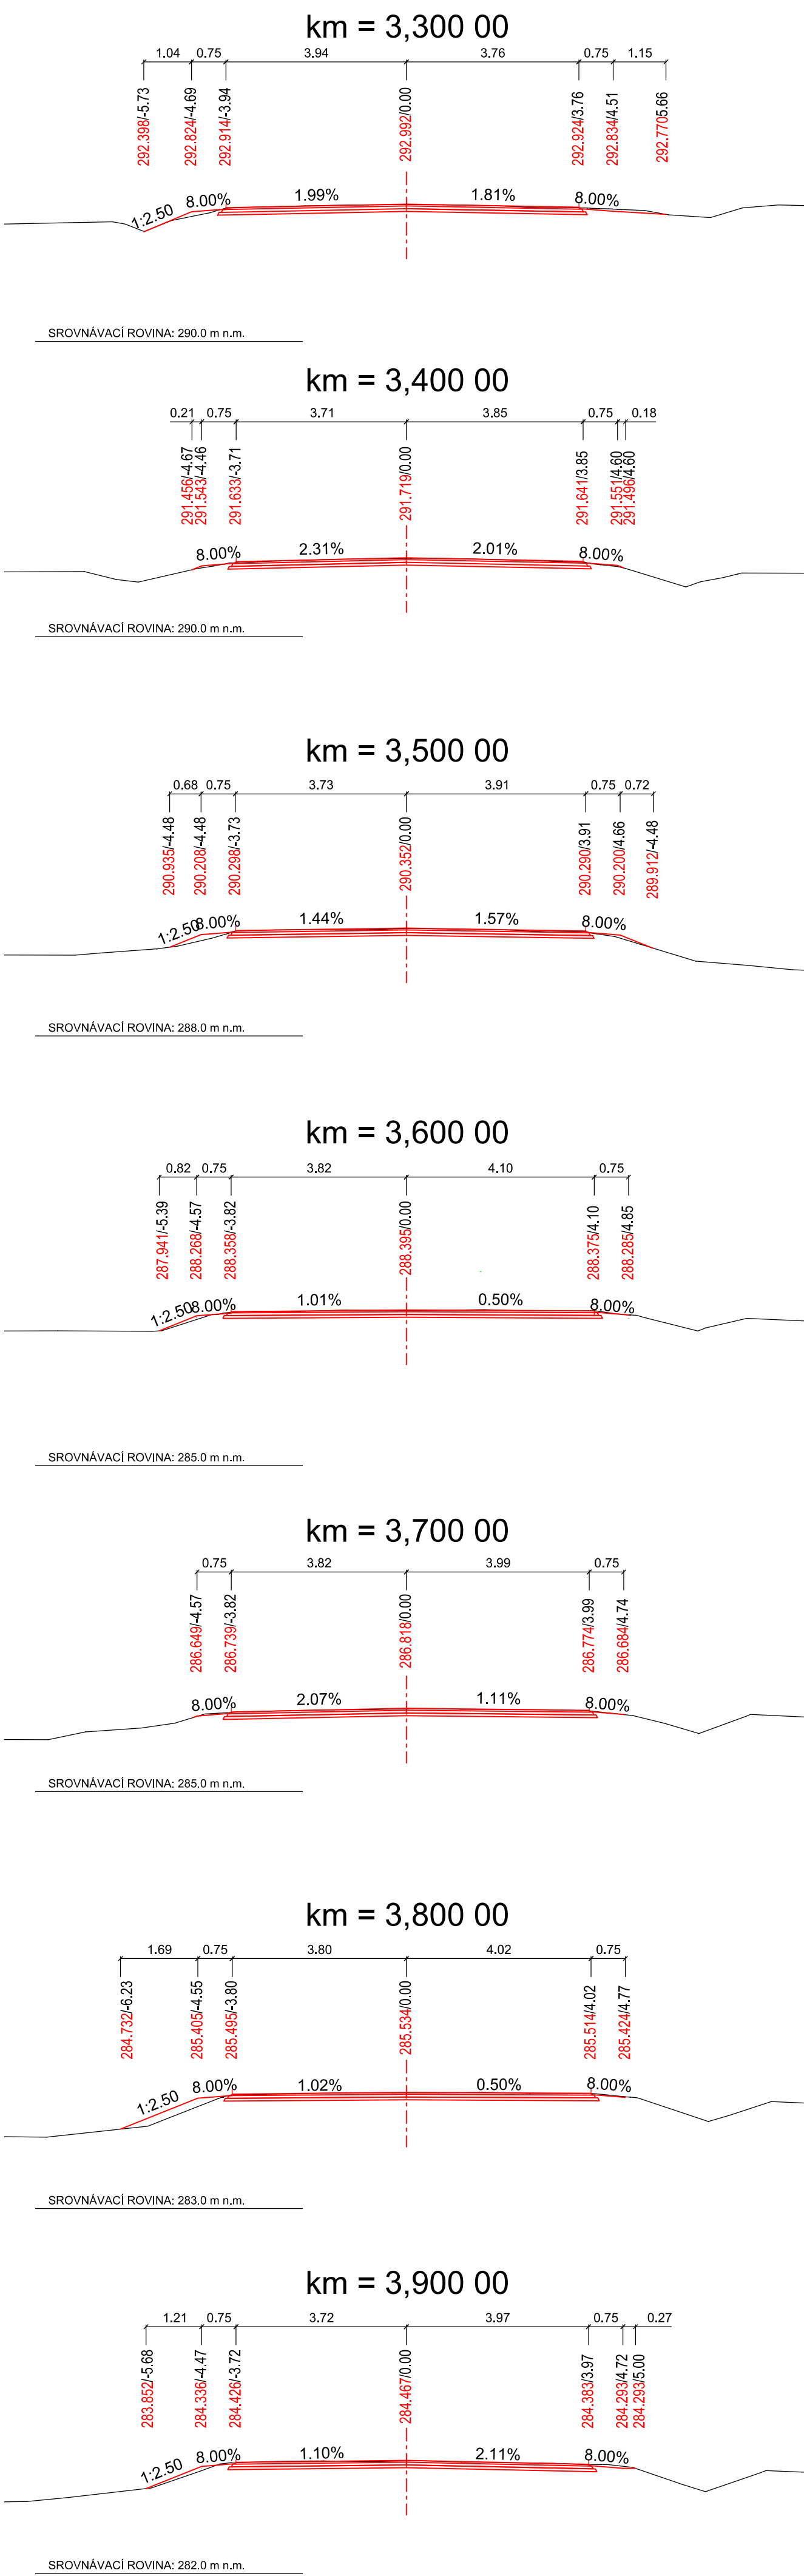 km = 3,300 00
1.04 0.75 3.94 3.76 0.75 1.15
292.398/-5.73 292.824/-4.69 292.914/-3.94 292.992/0.00 292.924/3.76 292.834/4.51 292.7705.66
1:2.50 8.00% 1.99% 1.81% 8.00%
SROVNÁVACÍ ROVINA: 290.0 m n.m.
km = 3,400 00
0.21 0.75 3.71 3.85 0.75 0.18
291.456/-4.67 291.543/-4.46 291.633/-3.71 291.719/0.00 291.641/3.85 291.551/4.60 291.496/4.60
8.00% 2.31% 2.01% 8.00%
SROVNÁVACÍ ROVINA: 290.0 m n.m.
km = 3,500 00
0.68 0.75 3.73 3.91 0.75 0.72
290.935/-4.48 290.208/-4.48 290.298/-3.73 290.352/0.00 290.290/3.91 290.200/4.66 289.912/-4.48
1:2.50 8.00% 1.44% 1.57% 8.00%
SROVNÁVACÍ ROVINA: 288.0 m n.m.
km = 3,600 00
0.82 0.75 3.82 4.10 0.75
287.941/-5.39 288.268/-4.57 288.358/-3.82 288.395/0.00 288.375/4.10 288.285/4.85
1:2.50 8.00% 1.01% 0.50% 8.00%
SROVNÁVACÍ ROVINA: 285.0 m n.m.
km = 3,700 00
0.75 3.82 3.99 0.75
286.649/-4.57 286.739/-3.82 286.818/0.00 286.774/3.99 286.684/4.74
8.00% 2.07% 1.11% 8.00%
SROVNÁVACÍ ROVINA: 285.0 m n.m.
km = 3,800 00
1.69 0.75 3.80 4.02 0.75
284.732/-6.23 285.405/-4.55 285.495/-3.80 285.534/0.00 285.514/4.02 285.424/4.77
1:2.50 8.00% 1.02% 0.50% 8.00%
SROVNÁVACÍ ROVINA: 283.0 m n.m.
km = 3,900 00
1.21 0.75 3.72 3.97 0.75 0.27
283.852/-5.68 284.336/-4.47 284.426/-3.72 284.467/0.00 284.383/3.97 284.293/4.72 284.293/5.00
1:2.50 8.00% 1.10% 2.11% 8.00%
SROVNÁVACÍ ROVINA: 282.0 m n.m.